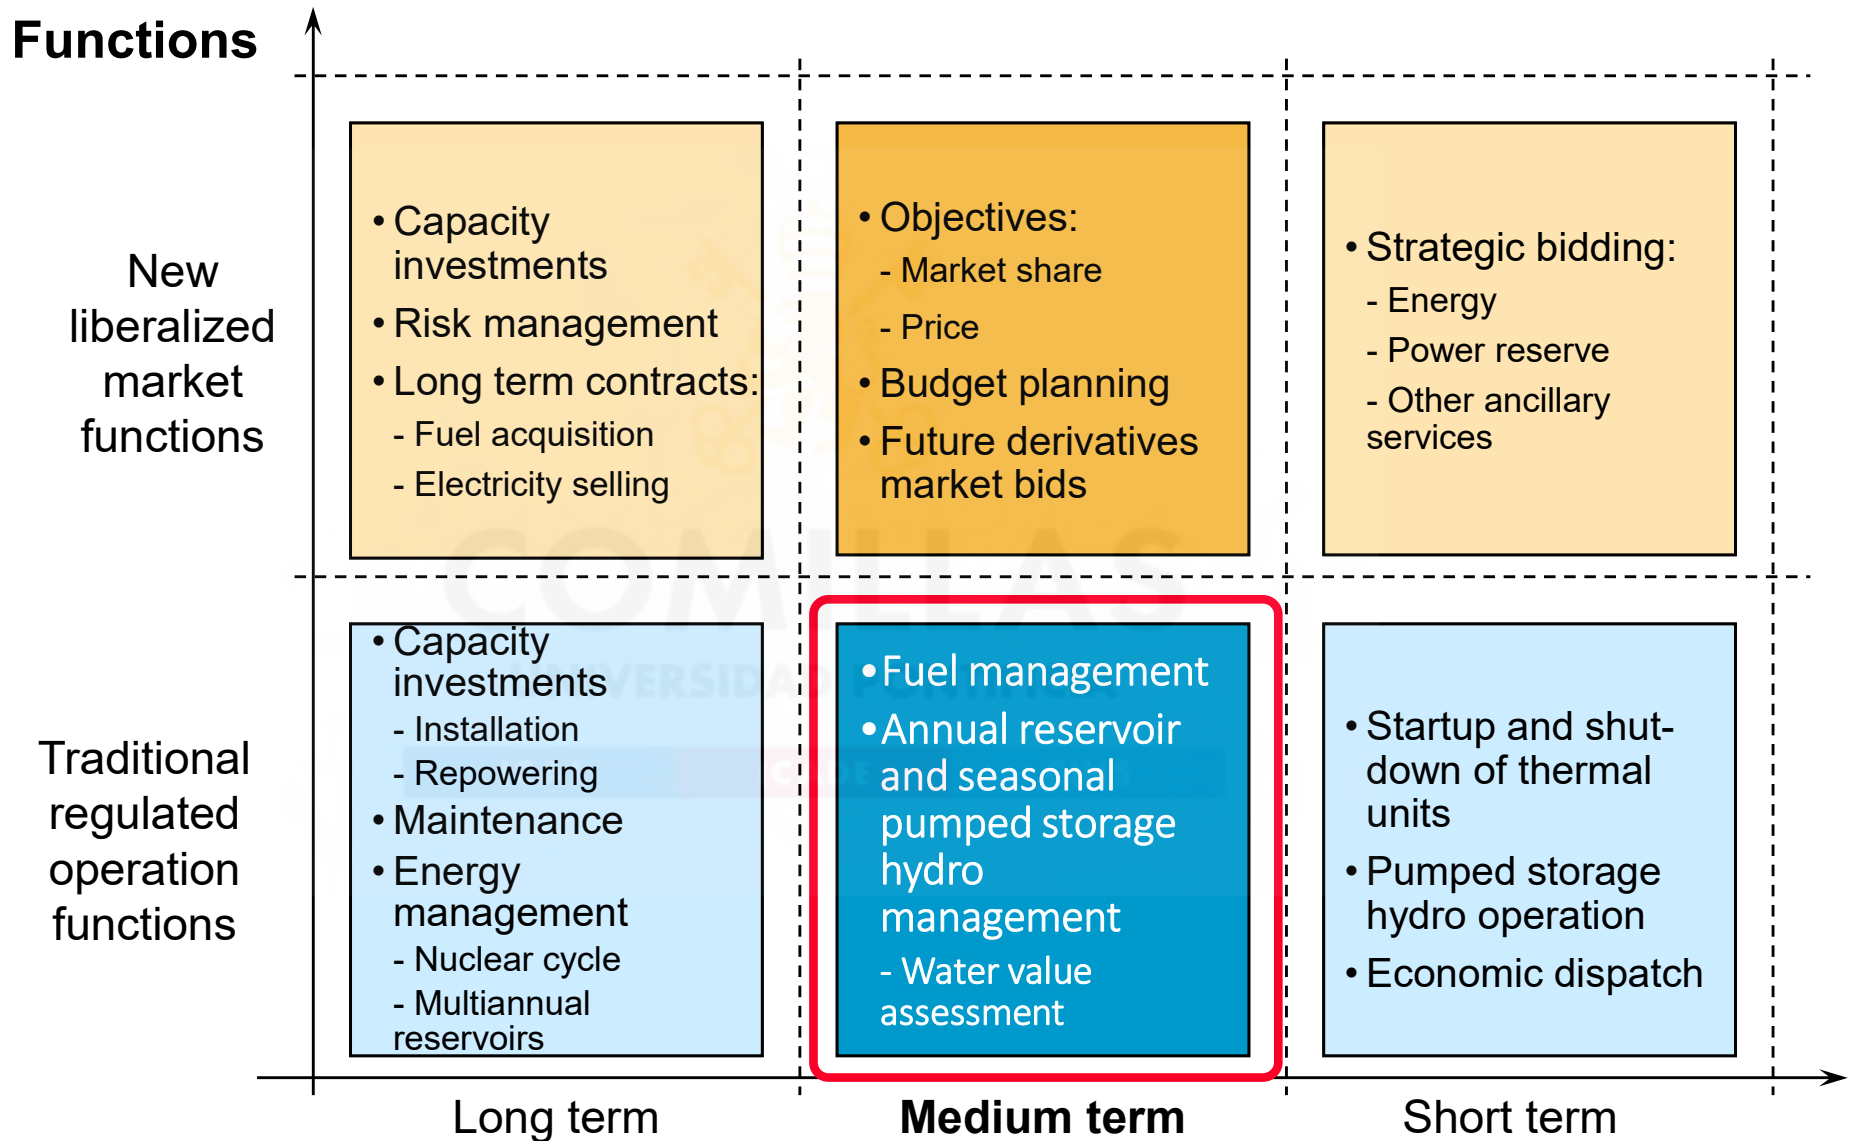 Functions
New
liberalized
market
functions
• Capacity
investments
• Risk management
• Long term contracts:
- Fuel acquisition
- Electricity selling
• Objectives:
- Market share
- Price
• Budget planning
• Future derivatives
market bids
• Strategic bidding:
- Energy
- Power reserve
- Other ancillary
services
COMILLAS
UNIVERSIDAD PONTIFICIA
Traditional
regulated
operation
functions
• Capacity
investments
- Installation
- Repowering
• Maintenance
• Energy
management
- Nuclear cycle
- Multiannual
reservoirs
• Fuel management
• Annual reservoir
and seasonal
pumped storage
hydro
management
- Water value
assessment
• Startup and shut-
down of thermal
units
• Pumped storage
hydro operation
• Economic dispatch
Long term
Medium term
Short term